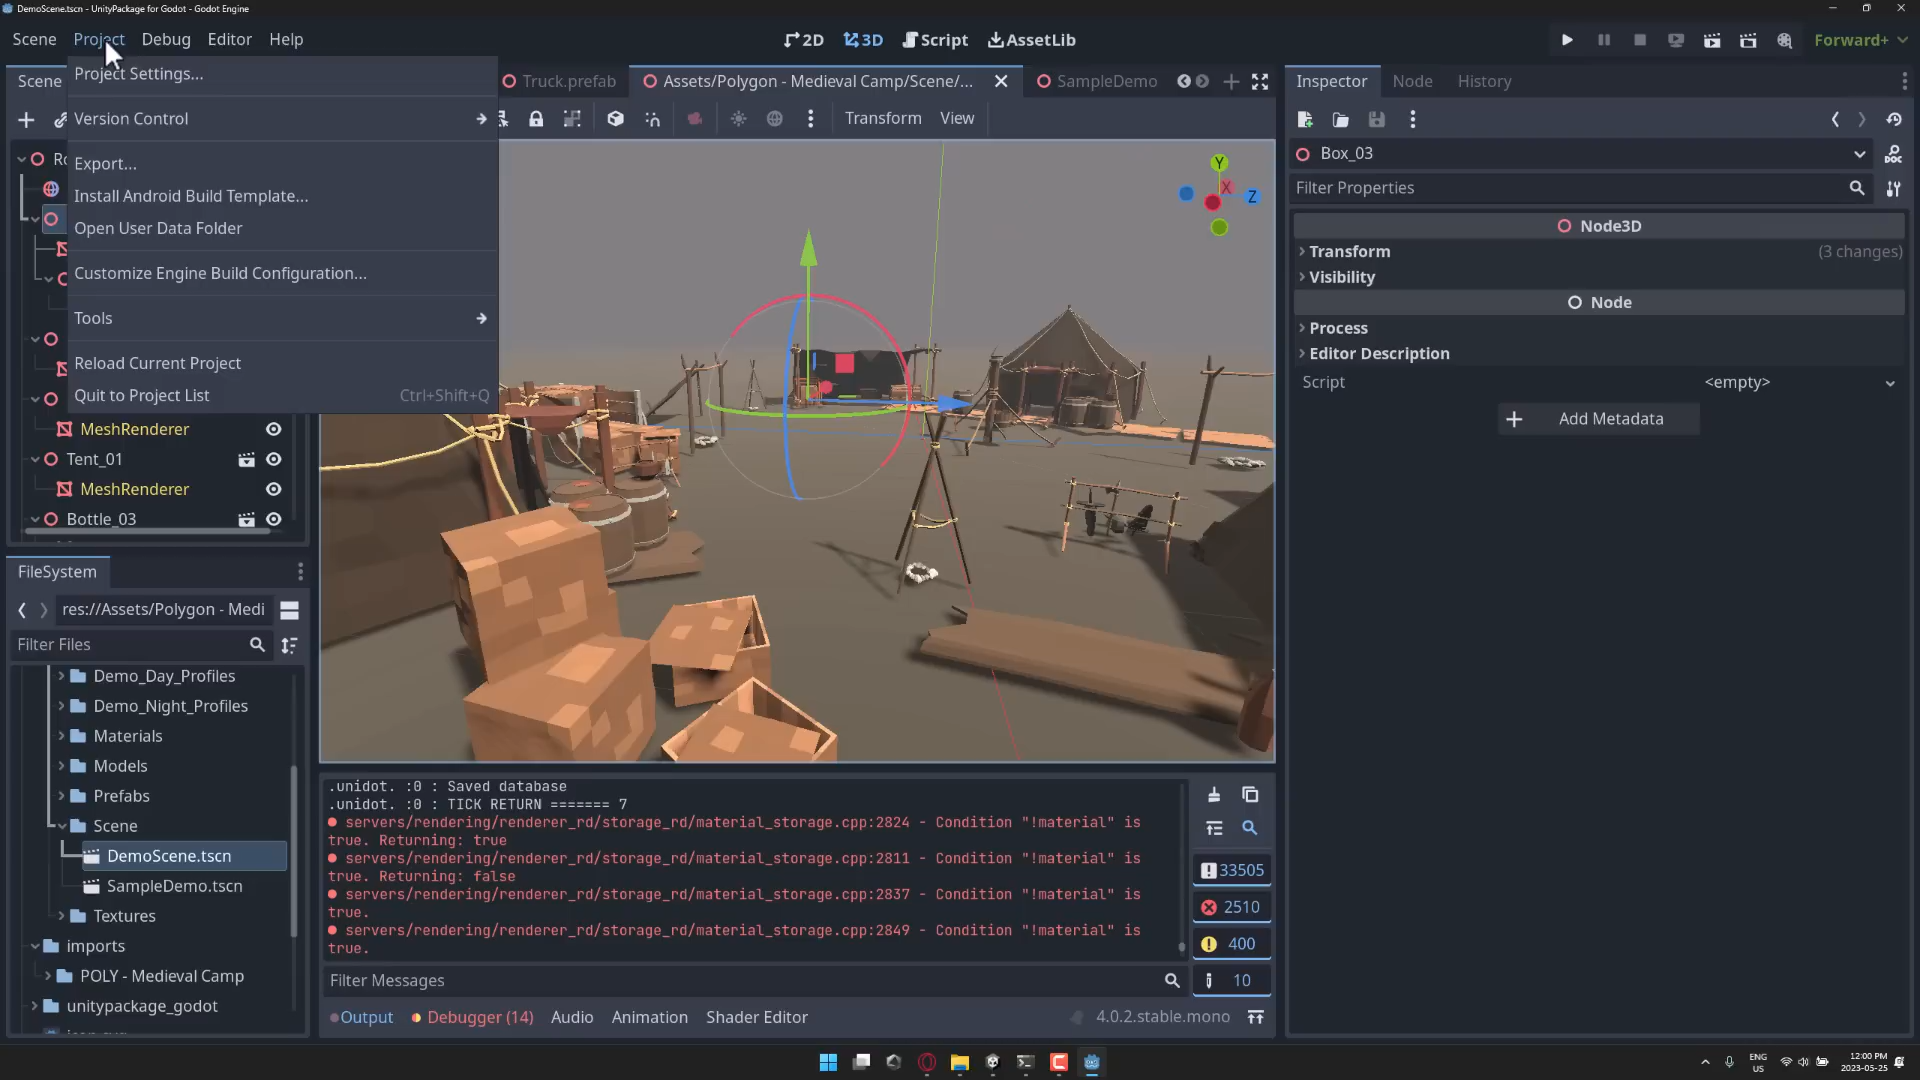 DemoScene.tscn - UnityPackage for Godot - Godot Engine
Scene Project Debug Editor Help
2D 3D Script AssetLib
Forward+
Project Settings...
Version Control
Export...
Install Android Build Template...
Open User Data Folder
Customize Engine Build Configuration...
Tools
Reload Current Project
Quit to Project List Ctrl+Shift+Q
Scene
MeshRenderer
Tent_01
MeshRenderer
Bottle_03
FileSystem
res://Assets/Polygon - Medi
Filter Files
Demo_Day_Profiles
Demo_Night_Profiles
Materials
Models
Prefabs
Scene
DemoScene.tscn
SampleDemo.tscn
Textures
imports
POLY - Medieval Camp
unitypackage_godot
Truck.prefab Assets/Polygon - Medieval Camp/Scene/... SampleDemo
Transform View
Y
X
Z
.unidot. :0 : Saved database
.unidot. :0 : TICK RETURN ======= 7
servers/rendering/renderer_rd/storage_rd/material_storage.cpp:2824 - Condition "!material" is
true. Returning: true
servers/rendering/renderer_rd/storage_rd/material_storage.cpp:2811 - Condition "!material" is
true. Returning: false
servers/rendering/renderer_rd/storage_rd/material_storage.cpp:2837 - Condition "!material" is
true.
servers/rendering/renderer_rd/storage_rd/material_storage.cpp:2849 - Condition "!material" is
true.
33505
2510
400
10
Filter Messages
Output Debugger (14) Audio Animation Shader Editor 4.0.2.stable.mono
Inspector Node History
Box_03
Filter Properties
Node3D
Transform (3 changes)
Visibility
Node
Process
Editor Description
Script <empty>
Add Metadata
ENG
US
12:00 PM
2023-05-25